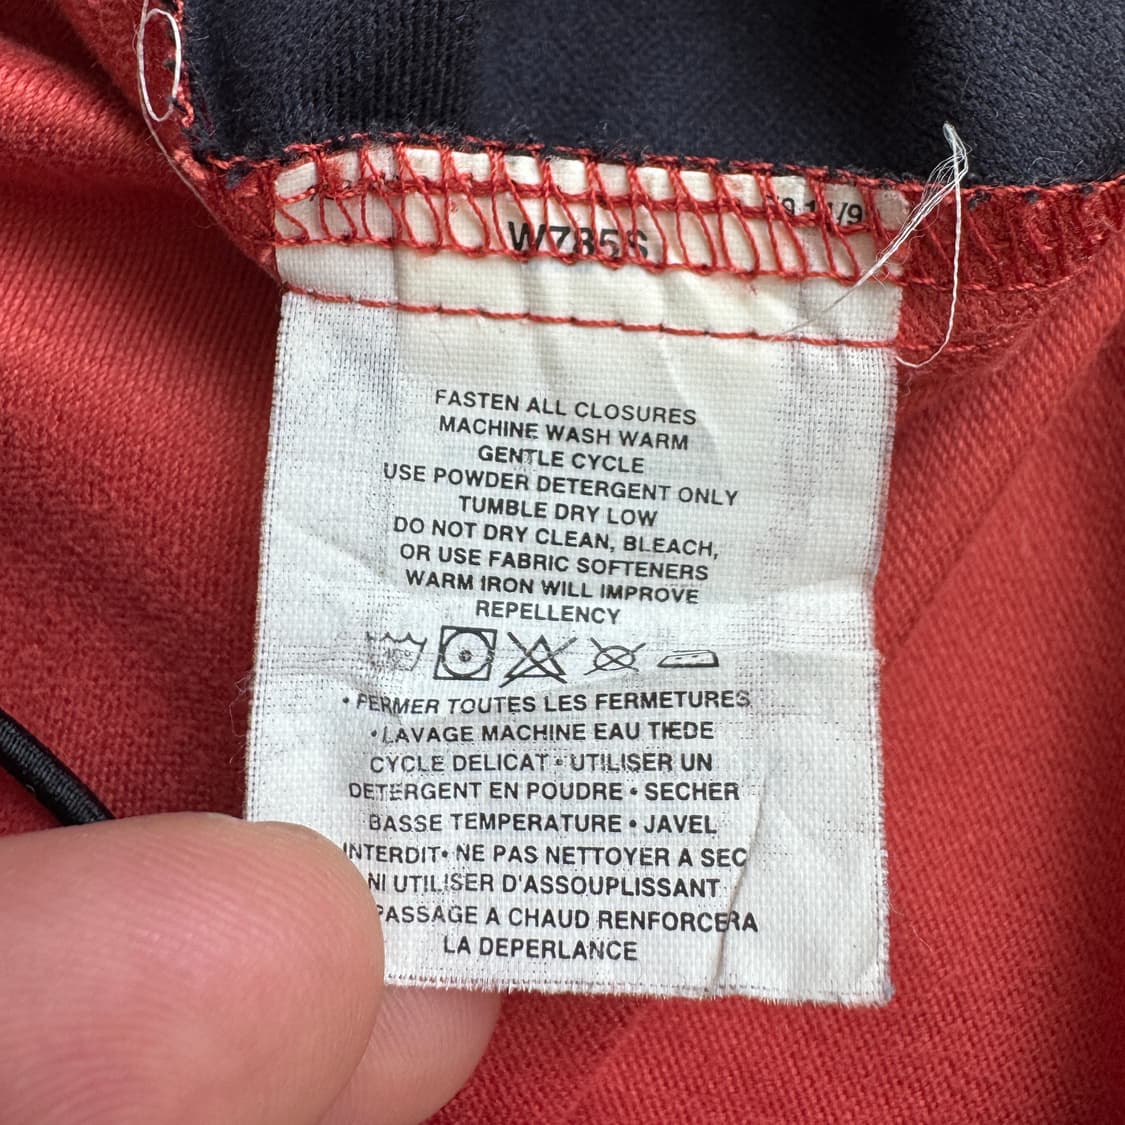 W785S
FASTEN ALL CLOSURES
MACHINE WASH WARM
GENTLE CYCLE
USE POWDER DETERGENT ONLY
TUMBLE DRY LOW
DO NOT DRY CLEAN, BLEACH,
OR USE FABRIC SOFTENERS
WARM IRON WILL IMPROVE
REPELLENCY
40°
• FERMER TOUTES LES FERMETURES
• LAVAGE MACHINE EAU TIEDE
CYCLE DELICAT • UTILISER UN
DETERGENT EN POUDRE • SECHER
BASSE TEMPERATURE • JAVEL
INTERDIT • NE PAS NETTOYER A SEC
NI UTILISER D'ASSOUPLISSANT
PASSAGE A CHAUD RENFORCERA
LA DEPERLANCE